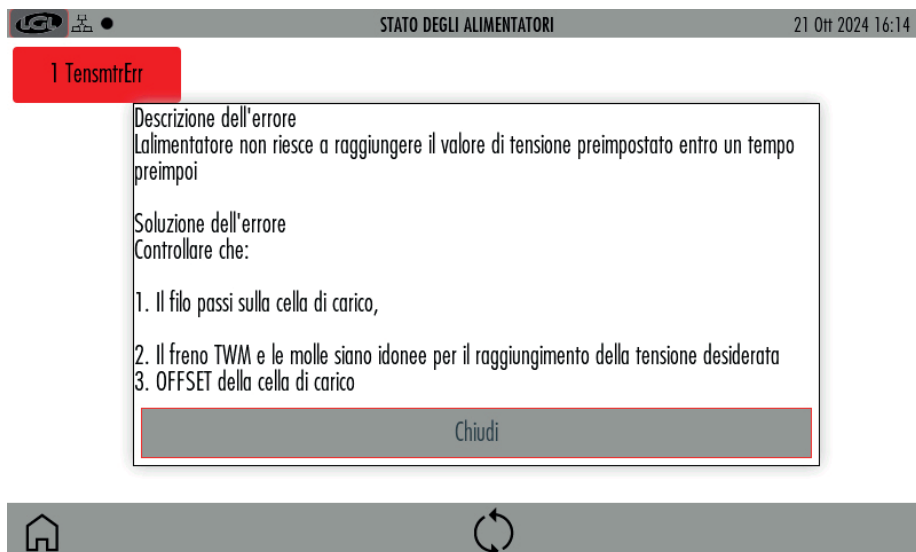 LGL
STATO DEGLI ALIMENTATORI
21 Ott 2024 16:14
1 TensmtrErr
Descrizione dell'errore
Lalimentatore non riesce a raggiungere il valore di tensione preimpostato entro un tempo
preimpoi
Soluzione dell'errore
Controllare che:
1. Il filo passi sulla cella di carico,
2. Il freno TWM e le molle siano idonee per il raggiungimento della tensione desiderata
3. OFFSET della cella di carico
Chiudi